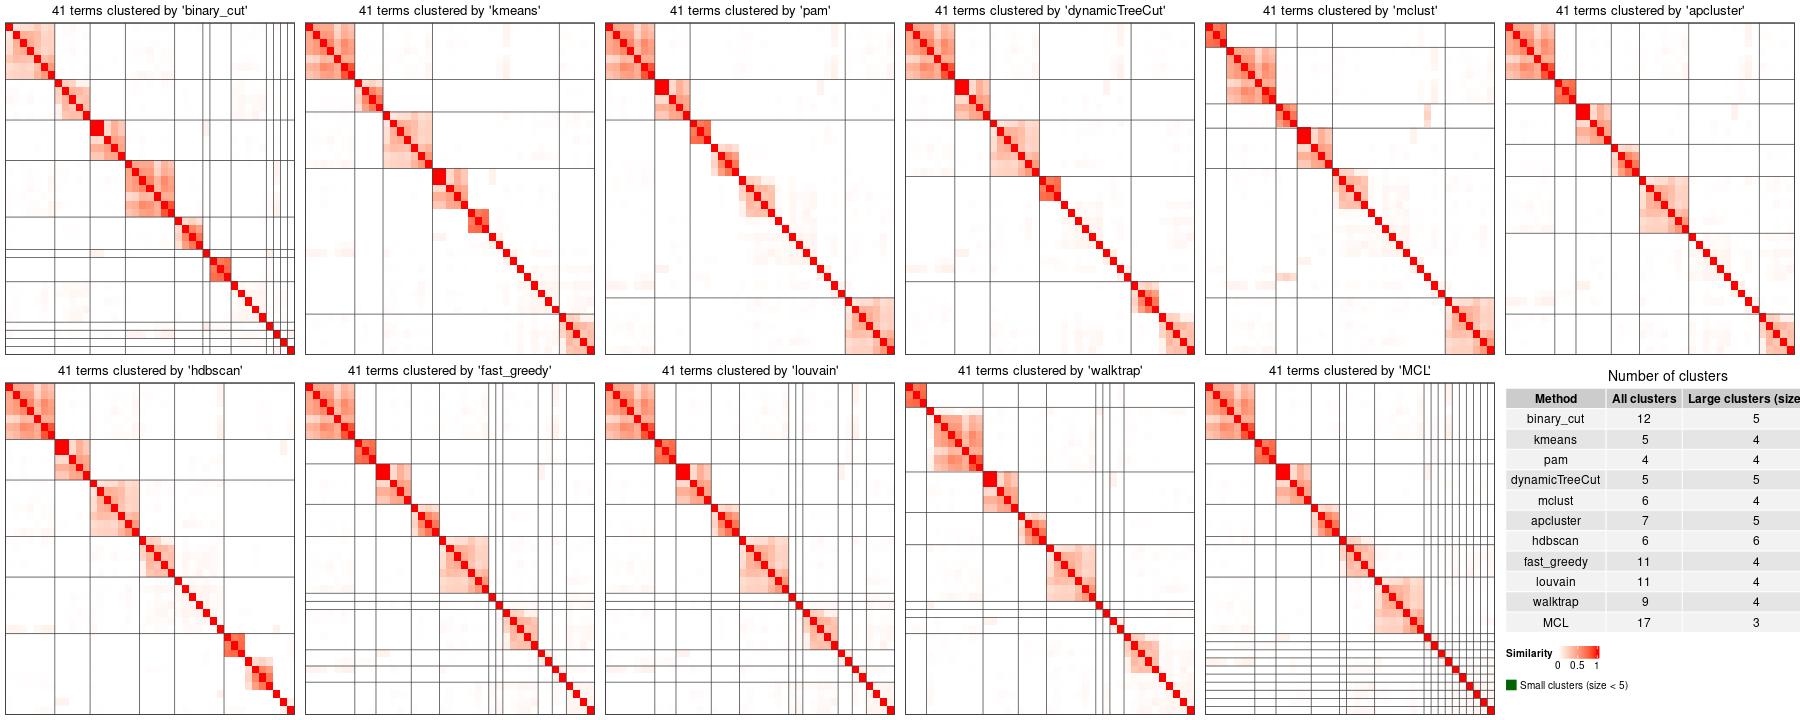 41 terms clustered by 'binary_cut'
41 terms clustered by 'kmeans'
41 terms clustered by 'pam'
41 terms clustered by 'dynamicTreeCut'
41 terms clustered by 'mclust'
41 terms clustered by 'apcluster'
41 terms clustered by 'hdbscan'
41 terms clustered by 'fast_greedy'
41 terms clustered by 'louvain'
41 terms clustered by 'walktrap'
41 terms clustered by 'MCL'
Number of clusters
Method All clusters Large clusters (size
binary_cut 12 5
kmeans 5 4
pam 4 4
dynamicTreeCut 5 5
mclust 6 4
apcluster 7 5
hdbscan 6 6
fast_greedy 11 4
louvain 11 4
walktrap 9 4
MCL 17 3
Similarity
0 0.5 1
Small clusters (size < 5)